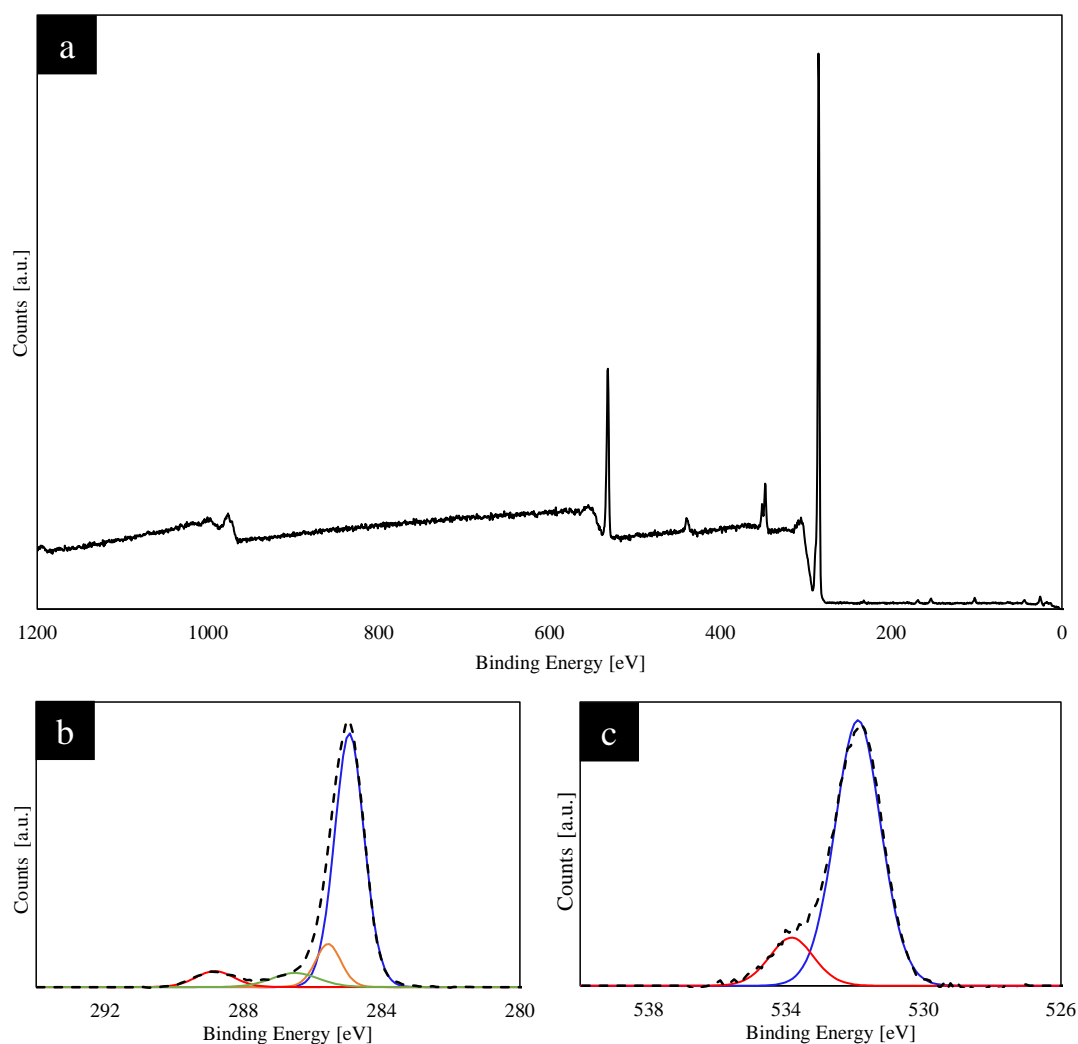 a
Counts [a.u.]
1200 1000 800 600 400 200 0
Binding Energy [eV]
b
Counts [a.u.]
292 288 284 280
Binding Energy [eV]
c
Counts [a.u.]
538 534 530 526
Binding Energy [eV]